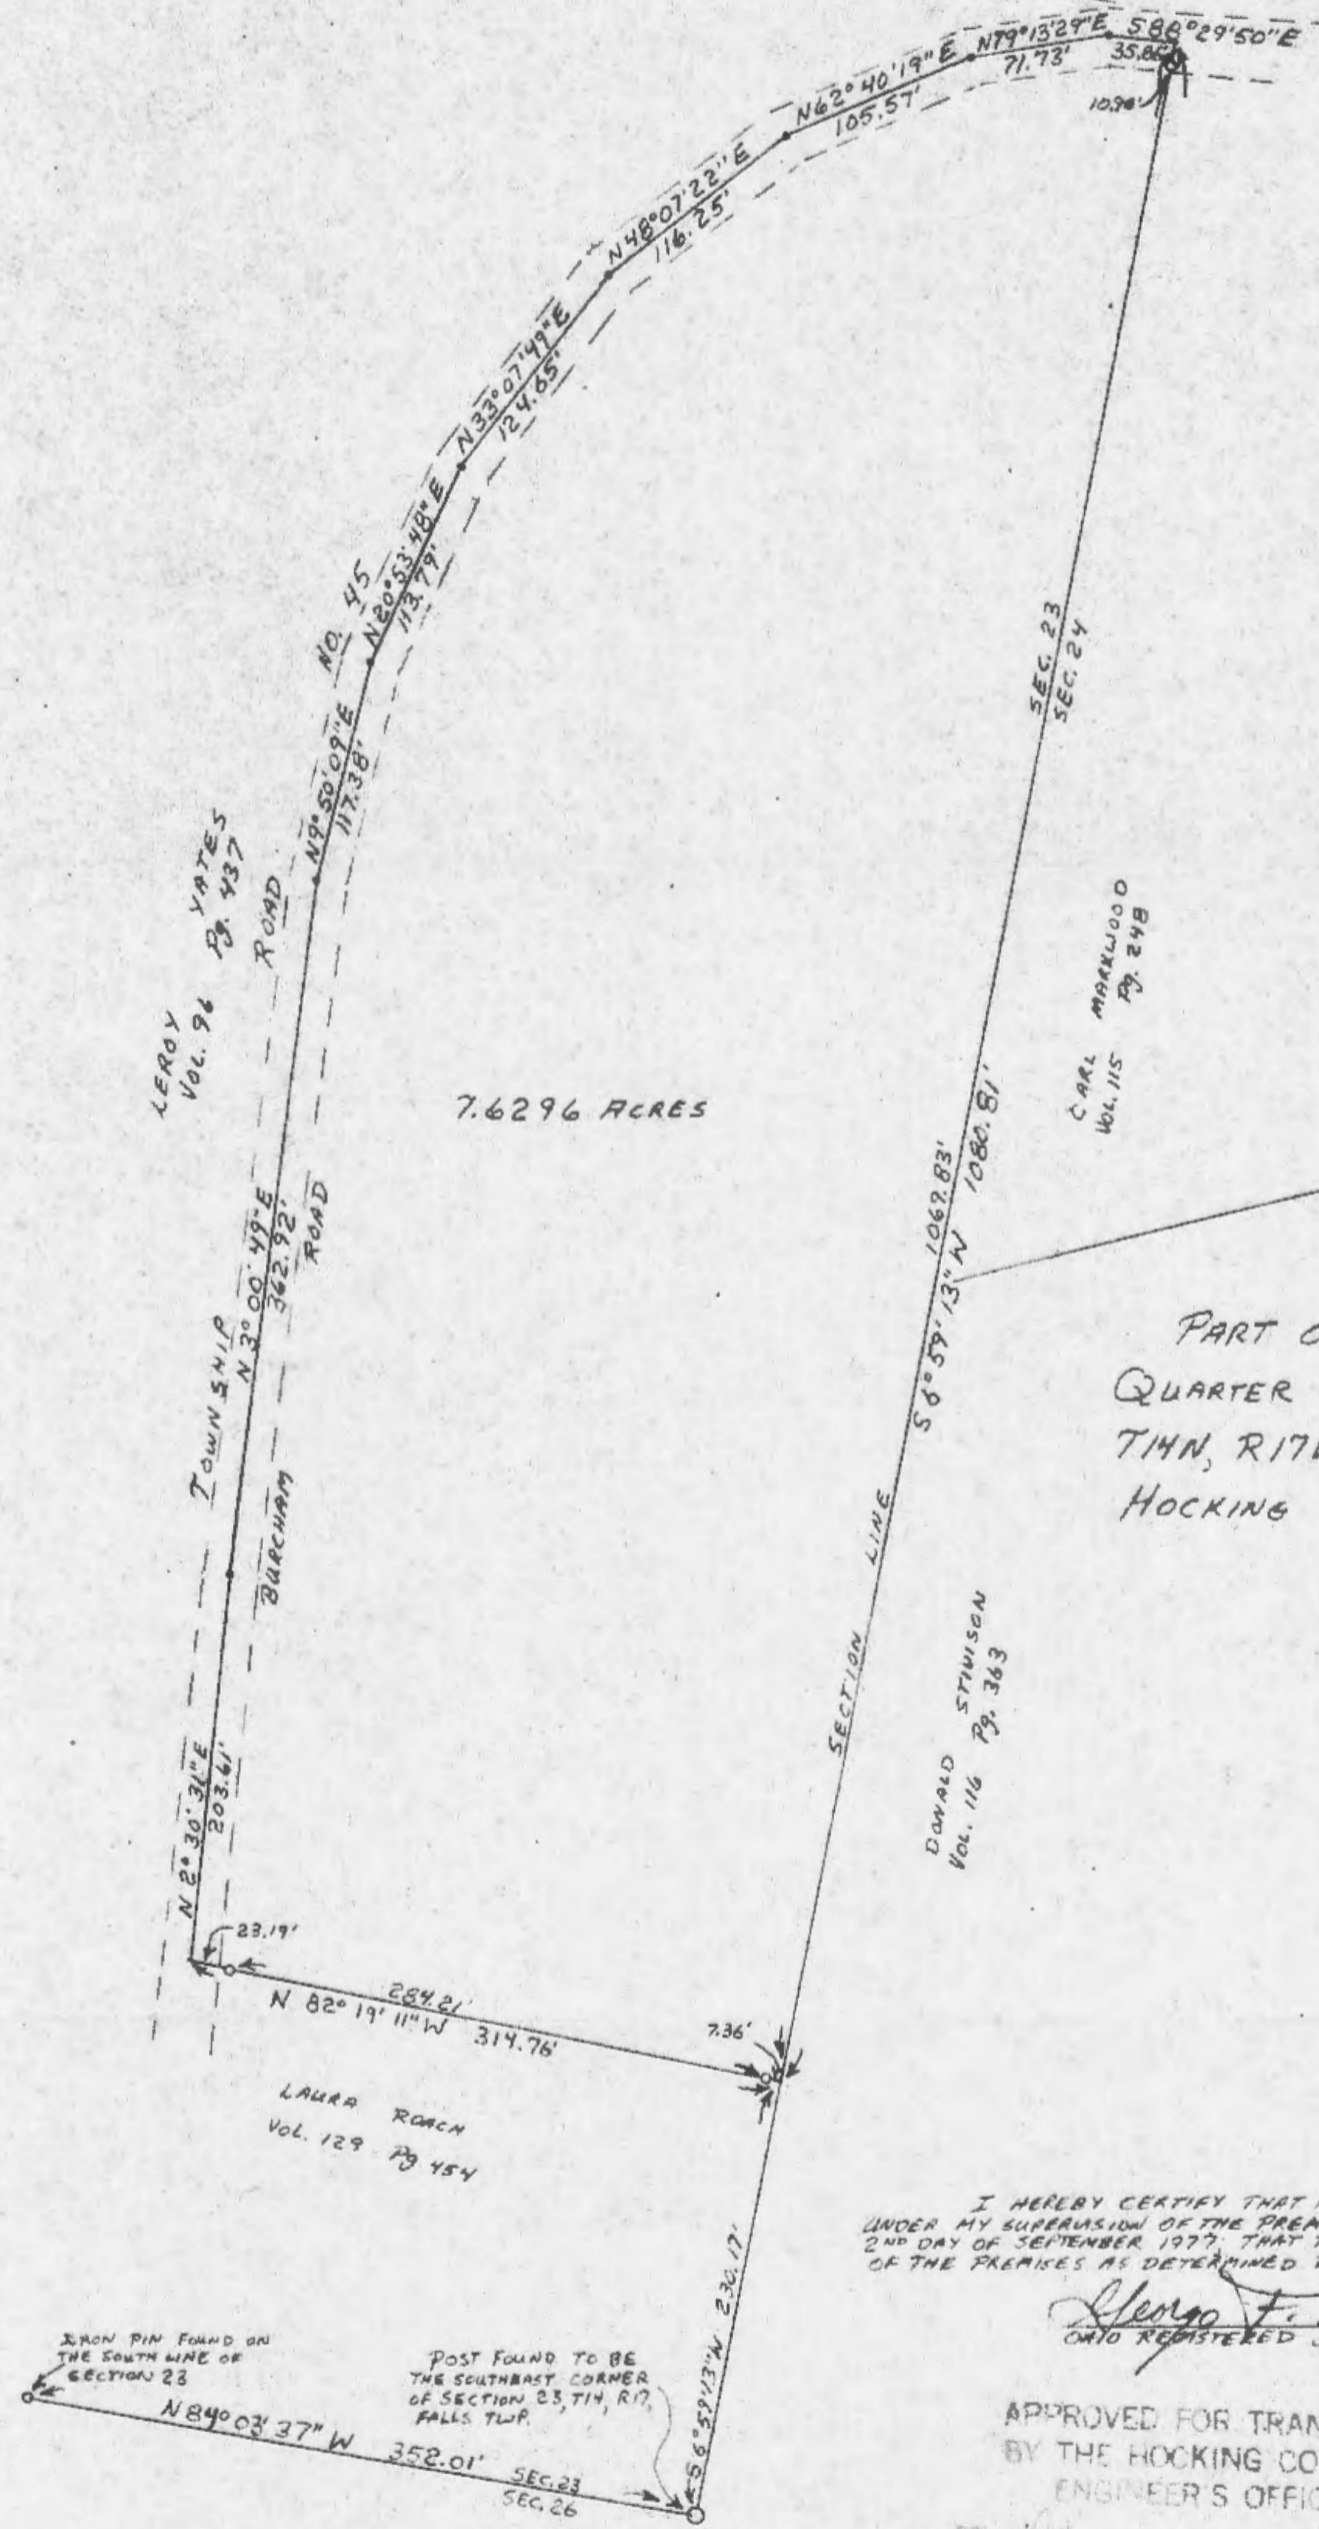 S88°29'50"E
N79°13'29"E
71.73'
N62°40'19"E
105.57'
N48°07'22"E
116.25'
N33°07'49"E
124.65'
N20°53'48"E
113.79'
NO. 45
N9°50'09"E
117.38'
SEC. 23
SEC. 24
LEROY YATES
VOL. 96 Pg. 437
ROAD
CARL MARKWOOD
VOL. 115 Pg. 248
7.6296 ACRES
1069.83'
S6°59'13"W 1080.81'
N 3°00'49"E
362.92'
ROAD
TOWNSHIP
BURCHAM
PART O
QUARTER
T14N, R17
HOCKING
SECTION LINE
DONALD STIVISON
VOL. 116 Pg. 363
N 2°30'31"E
203.61'
23.19'
284.21'
N 82°19'11"W 314.76'
7.36'
LAURA ROACH
VOL. 129 Pg 454
I HEREBY CERTIFY THAT
UNDER MY SUPERVISION OF THE PREM
2ND DAY OF SEPTEMBER 1977; THAT T
OF THE PREMISES AS DETERMINED
George F.
OHIO REGISTERED
S6°59'13"W 230.17'
IRON PIN FOUND ON
THE SOUTH LINE OF
SECTION 23
POST FOUND TO BE
THE SOUTHEAST CORNER
OF SECTION 23, T14, R17,
FALLS TWP.
N84°03'37"W 352.01'
SEC. 23
SEC. 26
APPROVED FOR TRAN
BY THE HOCKING CO
ENGINEER'S OFFIC